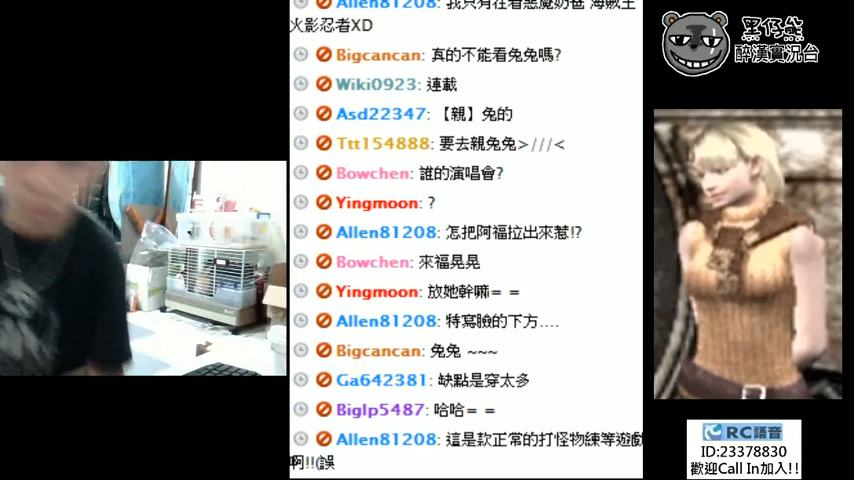 Allen81208: 我只有在看惡魔奶爸 海賊王
火影忍者XD
Bigcancan: 真的不能看兔兔嗎?
Wiki0923: 連載
Asd22347: 【親】兔的
Ttt154888: 要去親兔兔>///<
Bowchen: 誰的演唱會?
Yingmoon: ?
Allen81208: 怎把阿福拉出來惹!?
Bowchen: 來福晃晃
Yingmoon: 放她幹嘛= =
Allen81208: 特寫臉的下方....
Bigcancan: 兔兔 ~~~
Ga642381: 缺點是穿太多
Biglp5487: 哈哈= =
Allen81208: 這是款正常的打怪物練等遊戲
啊!!(誤
黑仔熊
醉漢實況台
RC語音
ID:23378830
歡迎Call In加入!!